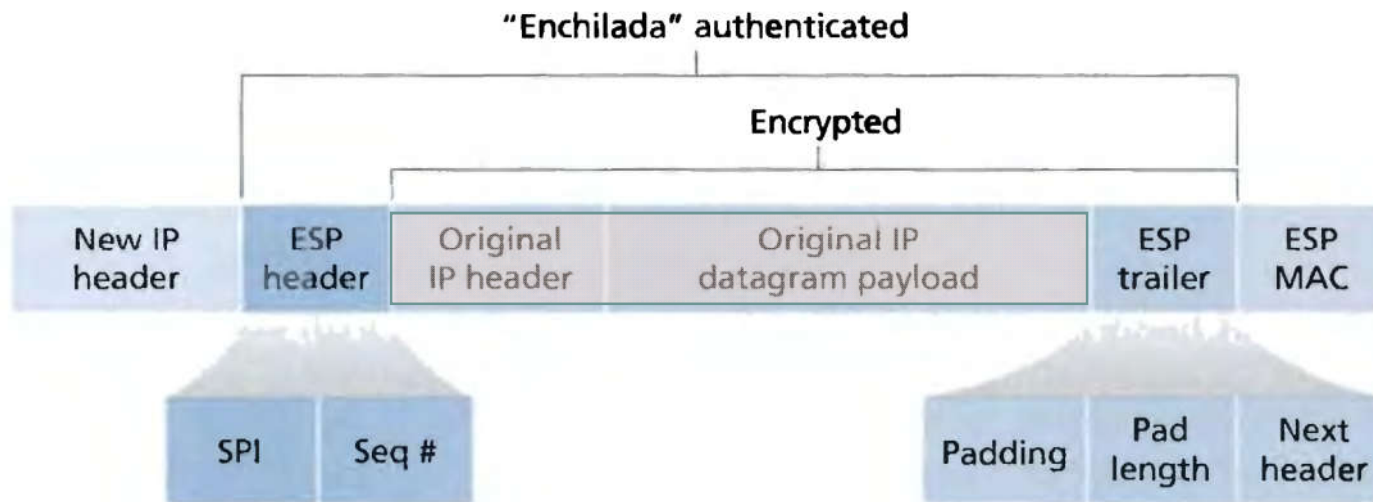 “Enchilada” authenticated
Encrypted
New IP
header
ESP
header
Original
IP header
Original IP
datagram payload
ESP
trailer
ESP
MAC
SPI
Seq #
Padding
Pad
length
Next
header